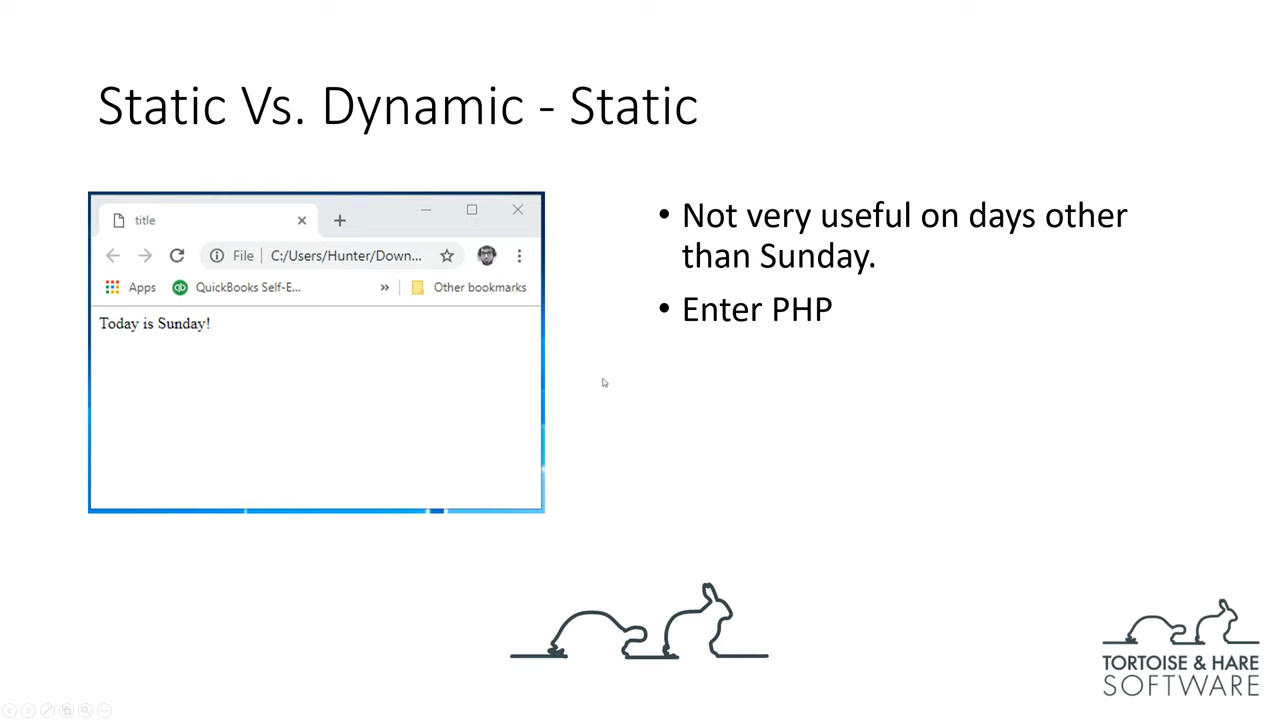 Static Vs. Dynamic - Static
title
File
C:/Users/Hunter/Down...
Apps
QuickBooks Self-E...
»
Other bookmarks
Today is Sunday!
• Not very useful on days other
than Sunday.
• Enter PHP
TORTOISE & HARE
SOFTWARE